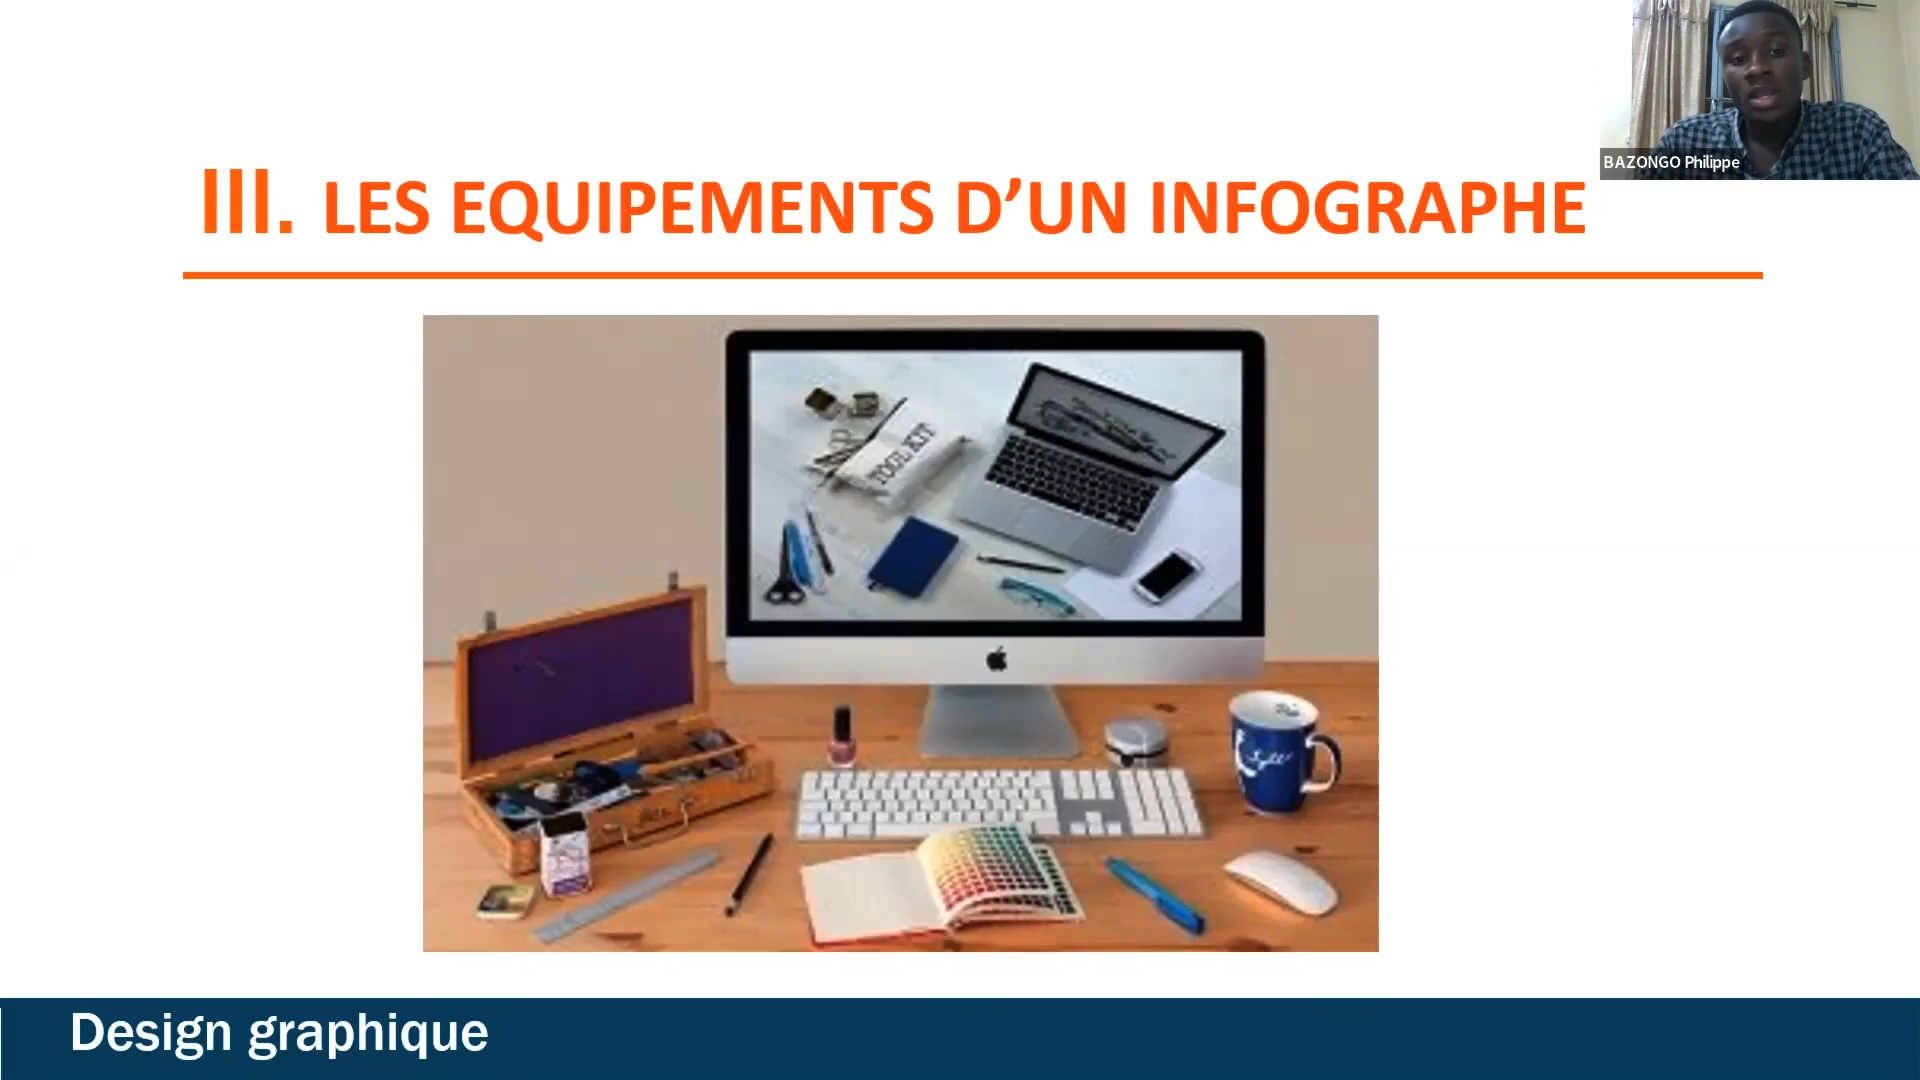 BAZONGO Philippe
III. LES EQUIPEMENTS D’UN INFOGRAPHE
TOOL KIT
Design graphique